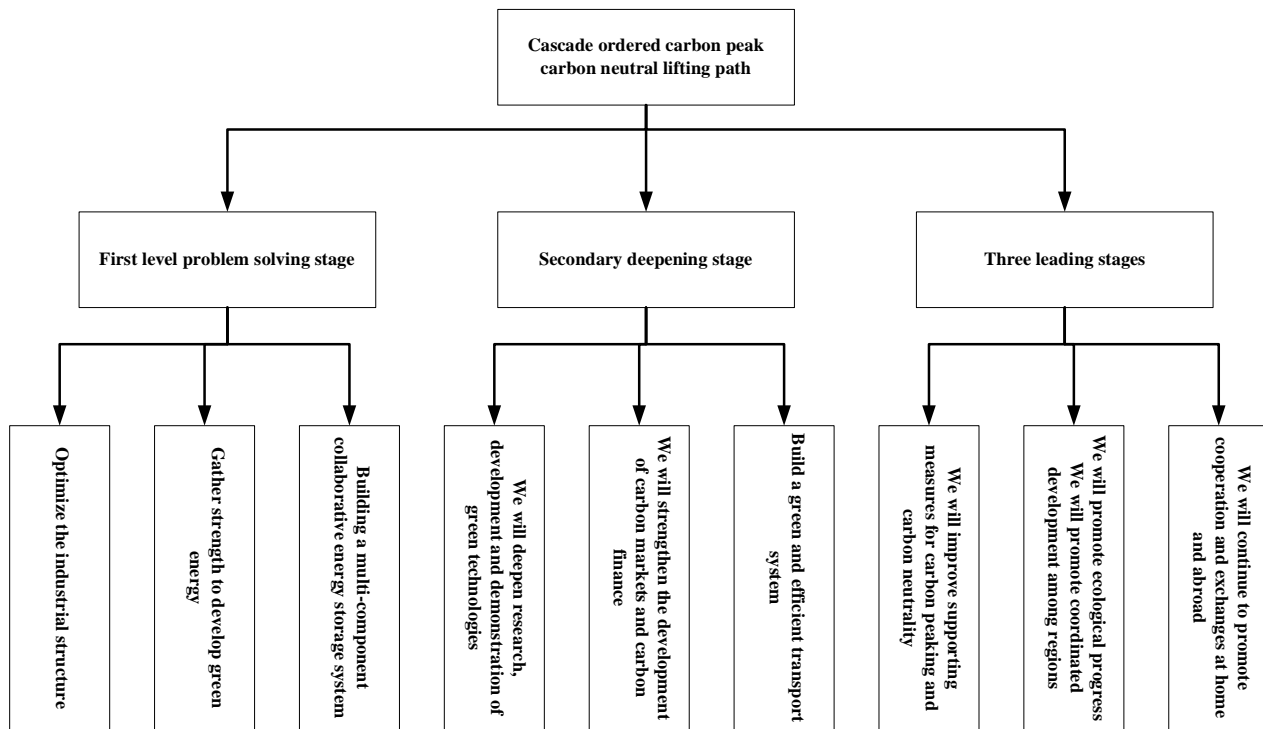 Cascade ordered carbon peak
carbon neutral lifting path
First level problem solving stage
Secondary deepening stage
Three leading stages
Optimize the industrial structure
Gather strength to develop green
energy
Building a multi-component
collaborative energy storage system
We will deepen research,
development and demonstration of
green technologies
We will strengthen the development
of carbon markets and carbon
finance
Build a green and efficient transport
system
We will improve supporting
measures for carbon peaking and
carbon neutrality
We will promote ecological progress
We will promote coordinated
development among regions
We will continue to promote
cooperation and exchanges at home
and abroad